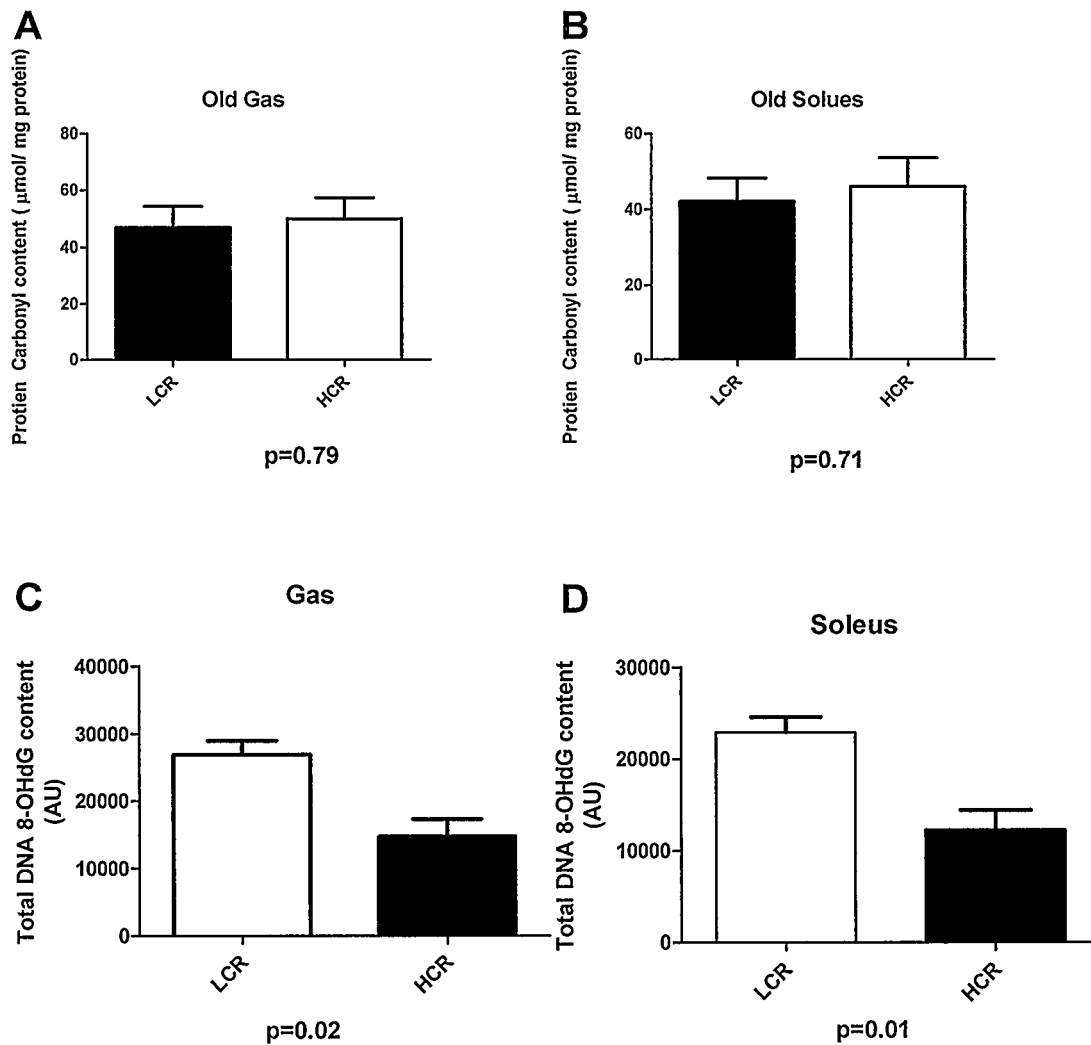 A
Old Gas
Protien Carbonyl content ( μmol/ mg protein)
80
60
40
20
0
LCR
HCR
p=0.79
B
Old Solues
Protien Carbonyl content ( μmol/ mg protein)
60
40
20
0
LCR
HCR
p=0.71
C
Gas
Total DNA 8-OHdG content
(AU)
40000
30000
20000
10000
0
LCR
HCR
p=0.02
D
Soleus
Total DNA 8-OHdG content
(AU)
30000
20000
10000
0
LCR
HCR
p=0.01